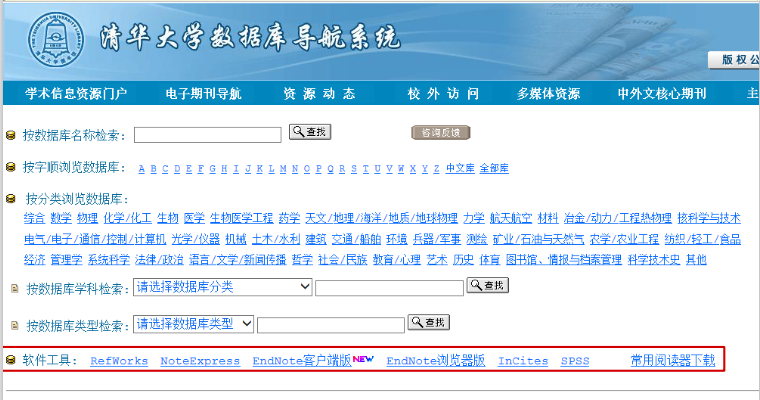 清华大学数据库导航系统
版权公
学术信息资源门户 电子期刊导航 资源动态 校外访问 多媒体资源 中外文核心期刊 主
按数据库名称检索: 查找 咨询反馈
按字顺浏览数据库: A B C D E F G H I J K L M N O P Q R S T U V W X Y Z 中文库 全部库
按分类浏览数据库:
综合 数学 物理 化学/化工 生物 医学 生物医学工程 药学 天文/地理/海洋/地质/地球物理 力学 航天航空 材料 冶金/动力/工程热物理 核科学与技术
电气/电子/通信/控制/计算机 光学/仪器 机械 土木/水利 建筑 交通/船舶 环境 兵器/军事 测绘 矿业/石油与天然气 农学/农业工程 纺织/轻工/食品
经济 管理学 系统科学 法律/政治 语言/文学/新闻传播 哲学 社会/民族 教育/心理 艺术 历史 体育 图书馆、情报与档案管理 科学技术史 其他
按数据库学科检索: 请选择数据库分类 查找
按数据库类型检索: 请选择数据库类型 查找
软件工具: RefWorks NoteExpress EndNote客户端版 NEW EndNote浏览器版 InCites SPSS 常用阅读器下载